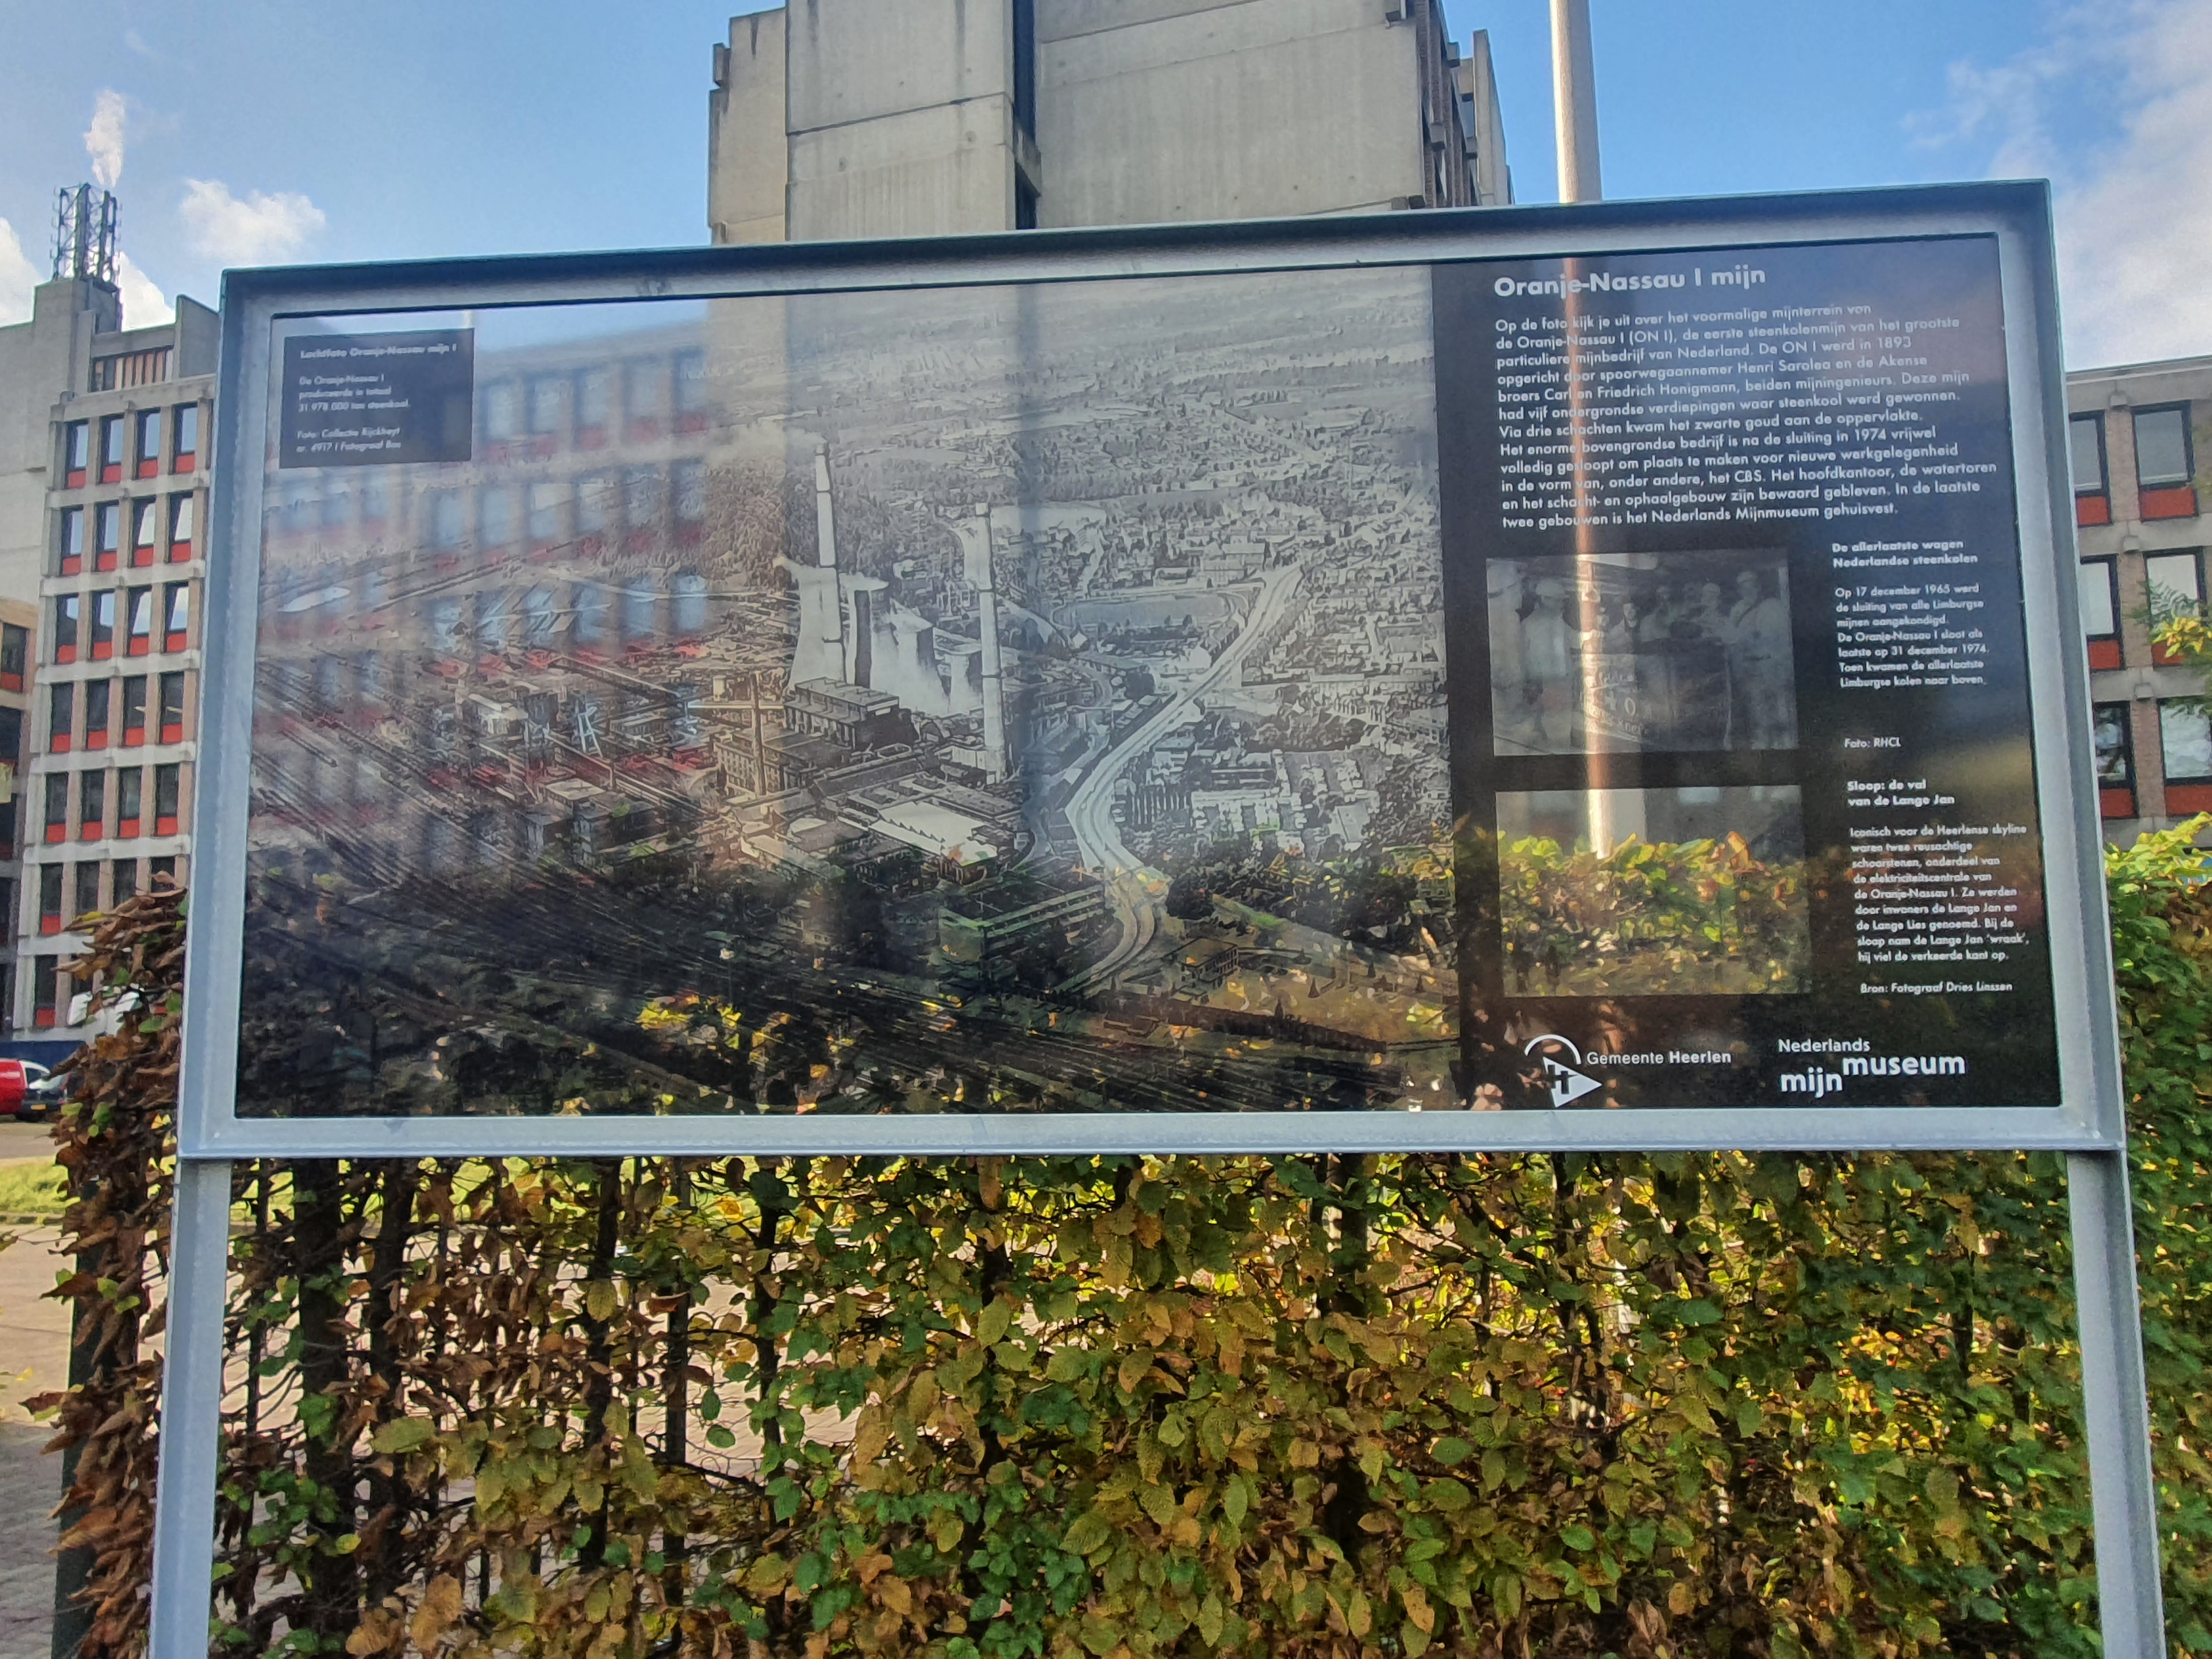 Luchtfoto Oranje-Nassau mijn I
De Oranje-Nassau I
produceerde in totaal
31.978.000 ton steenkool.
Foto: Collectie Rijckheyt
nr. 4917 I Fotograaf Bas
Oranje-Nassau I mijn
Op de foto kijk je uit over het voormalige mijnterrein van
de Oranje-Nassau I (ON I), de eerste steenkolenmijn van het grootste
particuliere mijnbedrijf van Nederland. De ON I werd in 1893
opgericht door spoorwegaannemer Henri Sarolea en de Akense
broers Carl en Friedrich Honigmann, beiden mijningenieurs. Deze mijn
had vijf ondergrondse verdiepingen waar steenkool werd gewonnen.
Via drie schachten kwam het zwarte goud aan de oppervlakte.
Het enorme bovengrondse bedrijf is na de sluiting in 1974 vrijwel
volledig gesloopt om plaats te maken voor nieuwe werkgelegenheid
in de vorm van, onder andere, het CBS. Het hoofdkantoor, de watertoren
en het schacht- en ophaalgebouw zijn bewaard gebleven. In de laatste
twee gebouwen is het Nederlands Mijnmuseum gehuisvest.
De allerlaatste wagen
Nederlandse steenkolen
Op 17 december 1965 werd
de sluiting van alle Limburgse
mijnen aangekondigd.
De Oranje-Nassau I sloot als
laatste op 31 december 1974.
Toen kwamen de allerlaatste
Limburgse kolen naar boven.
Foto: RHCL
Sloop: de val
van de Lange Jan
Iconisch voor de Heerlense skyline
waren twee reusachtige
schoorstenen, onderdeel van
de elektriciteitscentrale van
de Oranje-Nassau I. Ze werden
door inwoners de Lange Jan en
de Lange Lies genoemd. Bij de
sloop nam de Lange Jan 'wraak',
hij viel de verkeerde kant op.
Bron: Fotograaf Dries Linssen
Gemeente Heerlen
Nederlands
mijnmuseum